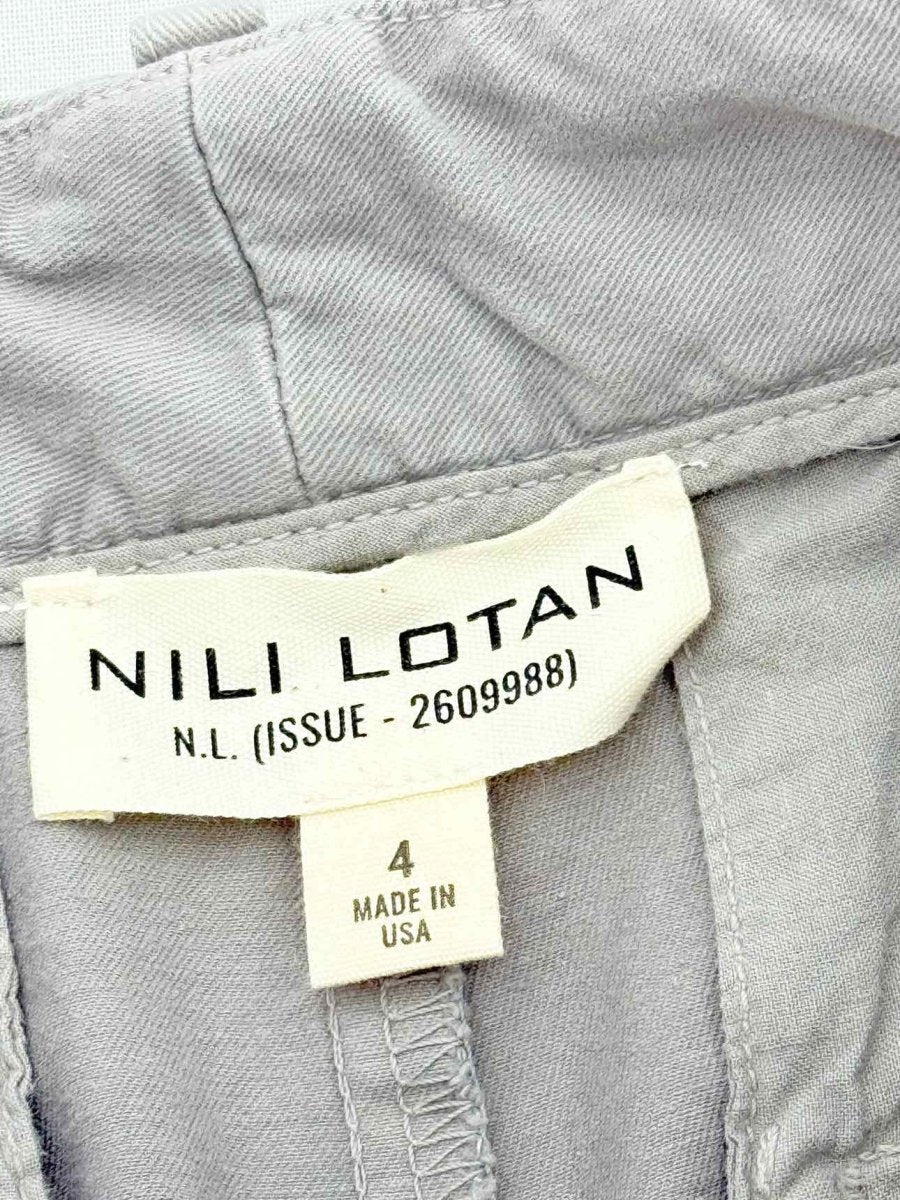 NILI LOTAN
N.L. (ISSUE - 2609988)
4
MADE IN
USA